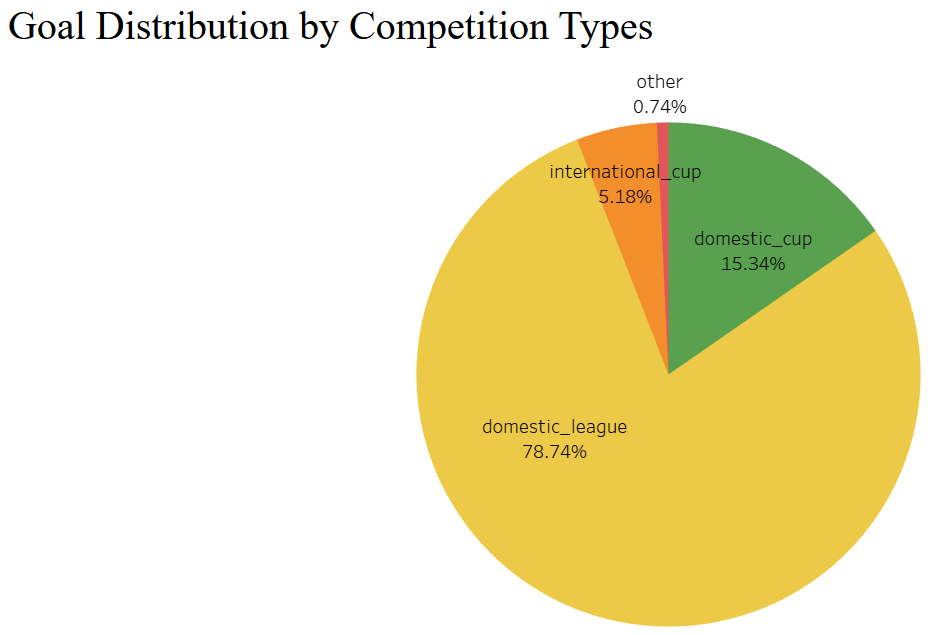 Goal Distribution by Competition Types
other
0.74%
international_cup
5.18%
domestic_cup
15.34%
domestic_league
78.74%